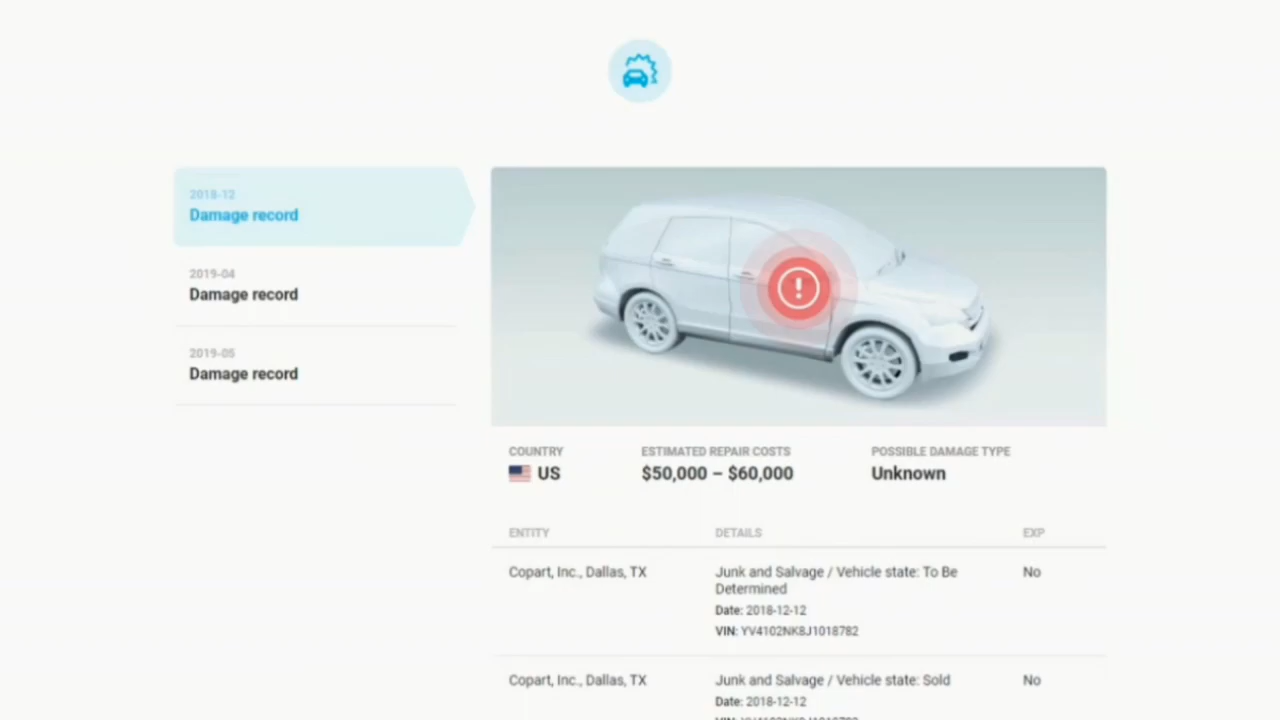 2018-12
Damage record
2019-04
Damage record
2019-05
Damage record
COUNTRY
US
ESTIMATED REPAIR COSTS
$50,000 – $60,000
POSSIBLE DAMAGE TYPE
Unknown
ENTITY DETAILS EXP
Copart, Inc., Dallas, TX
Junk and Salvage / Vehicle state: To Be
Determined
Date: 2018-12-12
VIN: YV4102NK8J1018782
No
Copart, Inc., Dallas, TX
Junk and Salvage / Vehicle state: Sold
Date: 2018-12-12
No